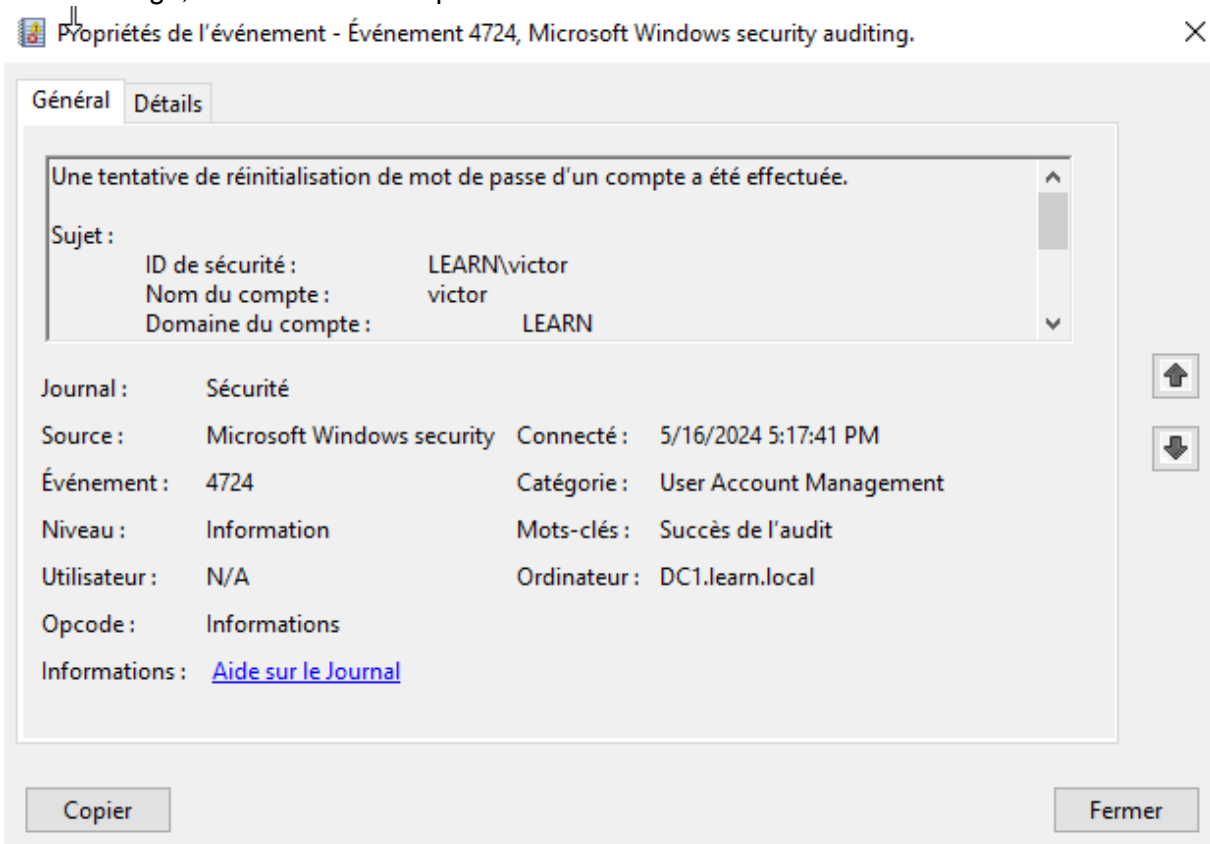 Propriétés de l'événement - Événement 4724, Microsoft Windows security auditing.
Général Détails
Une tentative de réinitialisation de mot de passe d'un compte a été effectuée.
Sujet :
ID de sécurité : LEARN\victor
Nom du compte : victor
Domaine du compte : LEARN
Journal : Sécurité
Source : Microsoft Windows security Connecté : 5/16/2024 5:17:41 PM
Événement : 4724 Catégorie : User Account Management
Niveau : Information Mots-clés : Succès de l'audit
Utilisateur : N/A Ordinateur : DC1.learn.local
Opcode : Informations
Informations : Aide sur le Journal
Copier Fermer